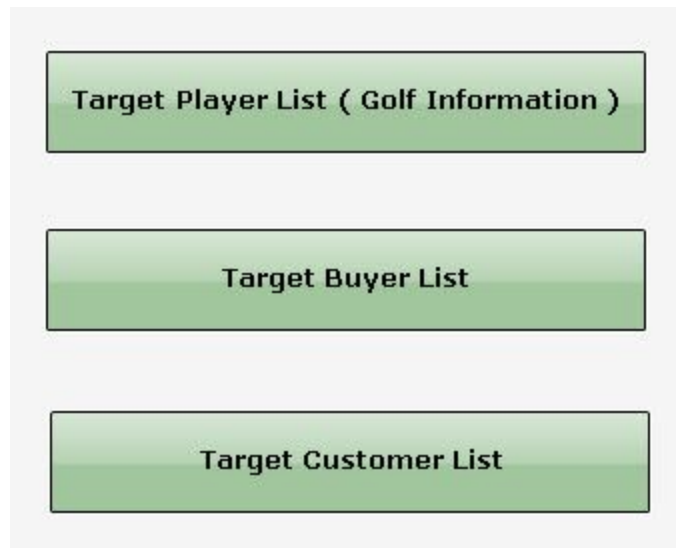 Target Player List ( Golf Information )
Target Buyer List
Target Customer List